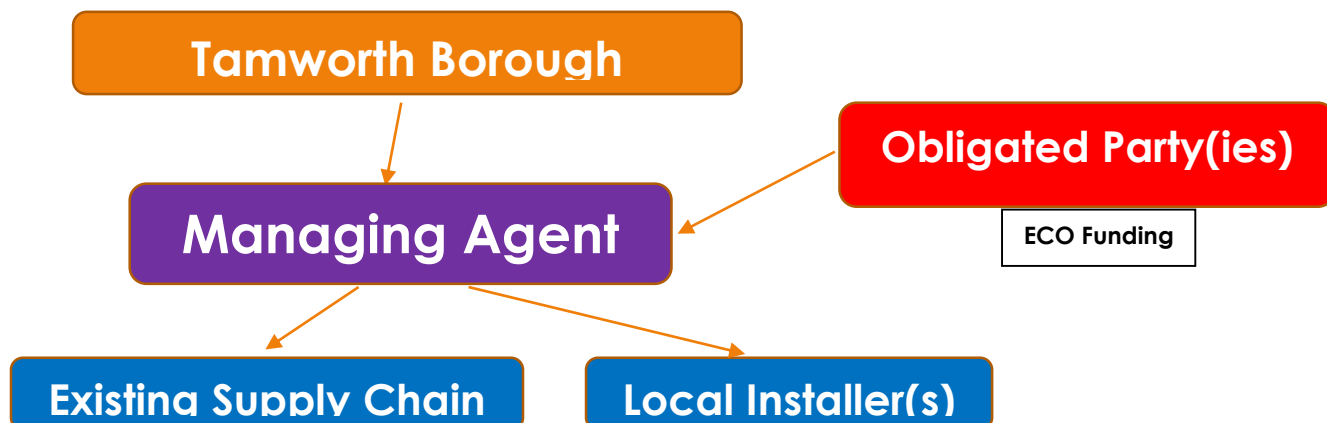 Tamworth Borough
Obligated Party(ies)
Managing Agent
ECO Funding
Existing Supply Chain
Local Installer(s)